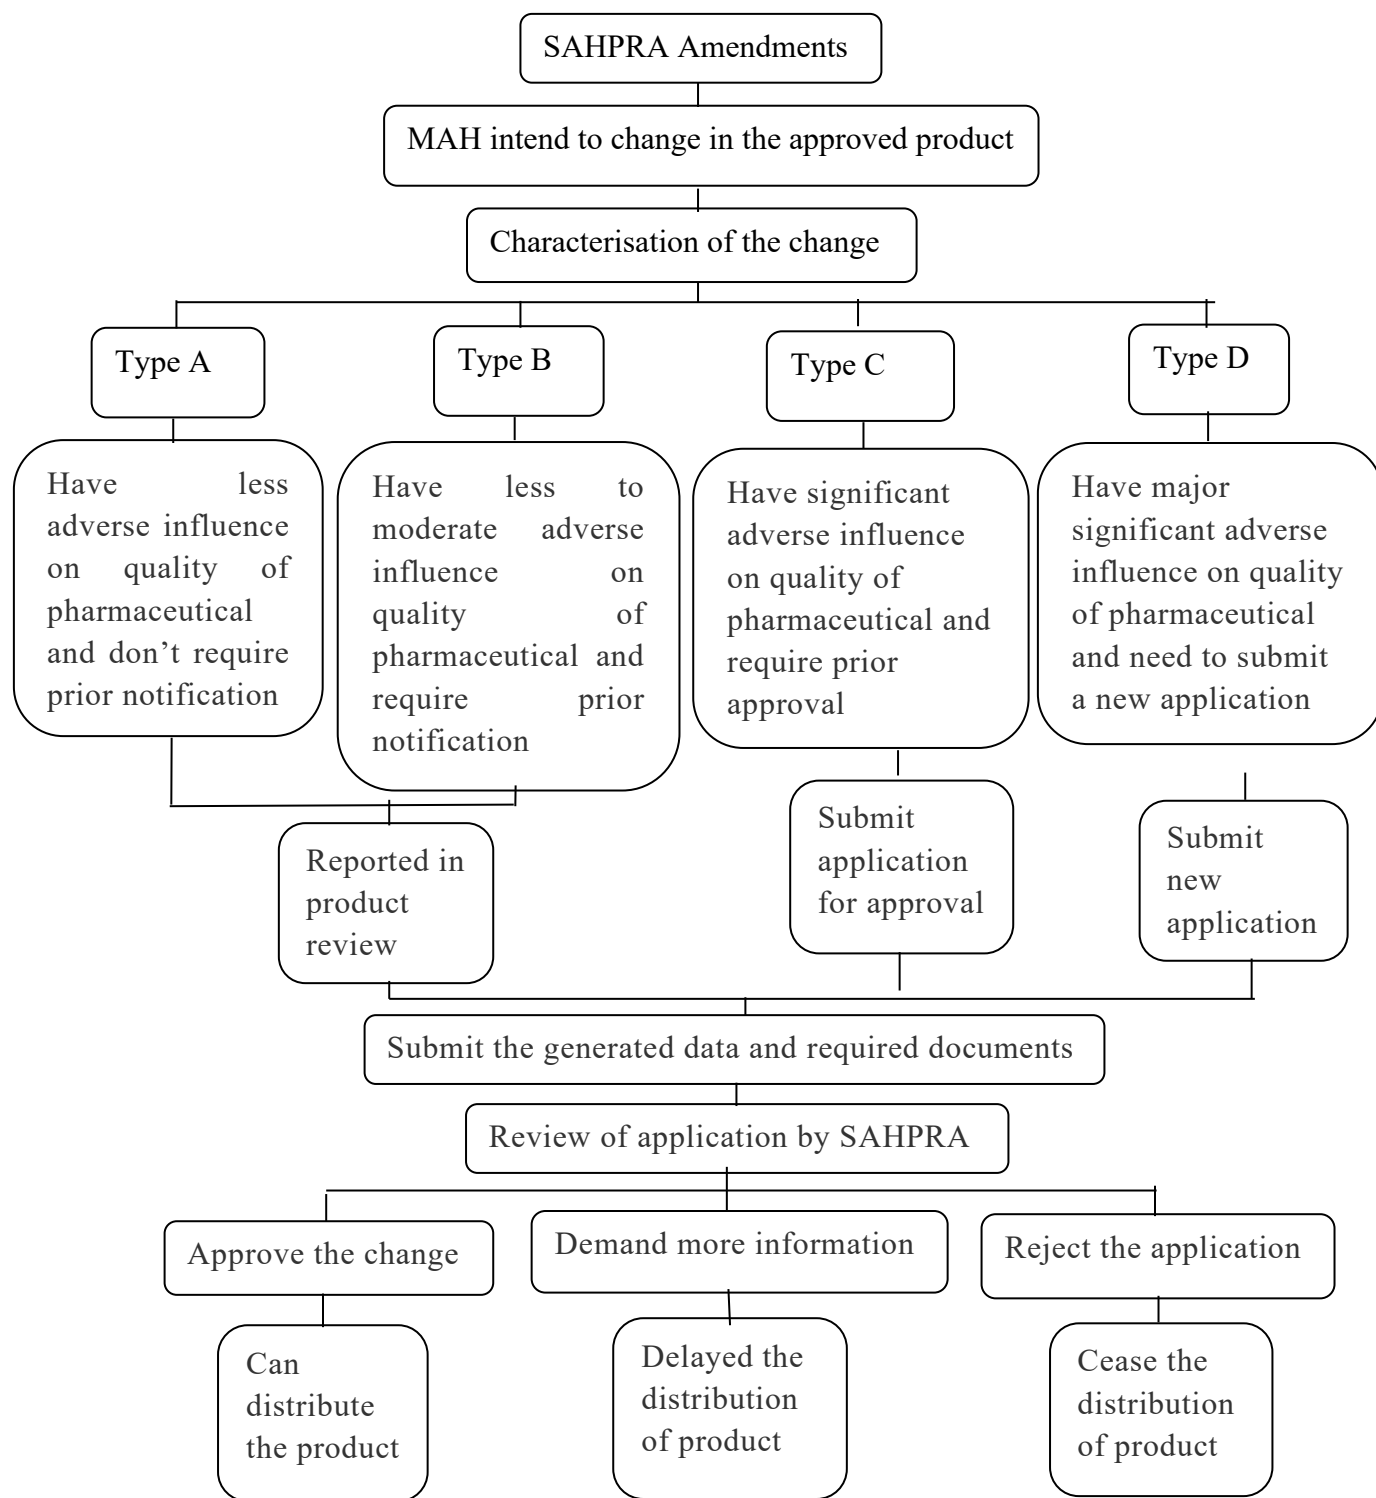 SAHPRA Amendments
MAH intend to change in the approved product
Characterisation of the change
Type A
Type B
Type C
Type D
Have less
adverse influence
on quality of
pharmaceutical
and don’t require
prior notification
Have less to
moderate adverse
influence on
quality of
pharmaceutical and
require prior
notification
Have significant
adverse influence
on quality of
pharmaceutical and
require prior
approval
Have major
significant adverse
influence on quality
of pharmaceutical
and need to submit
a new application
Reported in
product
review
Submit
application
for approval
Submit
new
application
Submit the generated data and required documents
Review of application by SAHPRA
Approve the change
Demand more information
Reject the application
Can
distribute
the product
Delayed the
distribution
of product
Cease the
distribution
of product